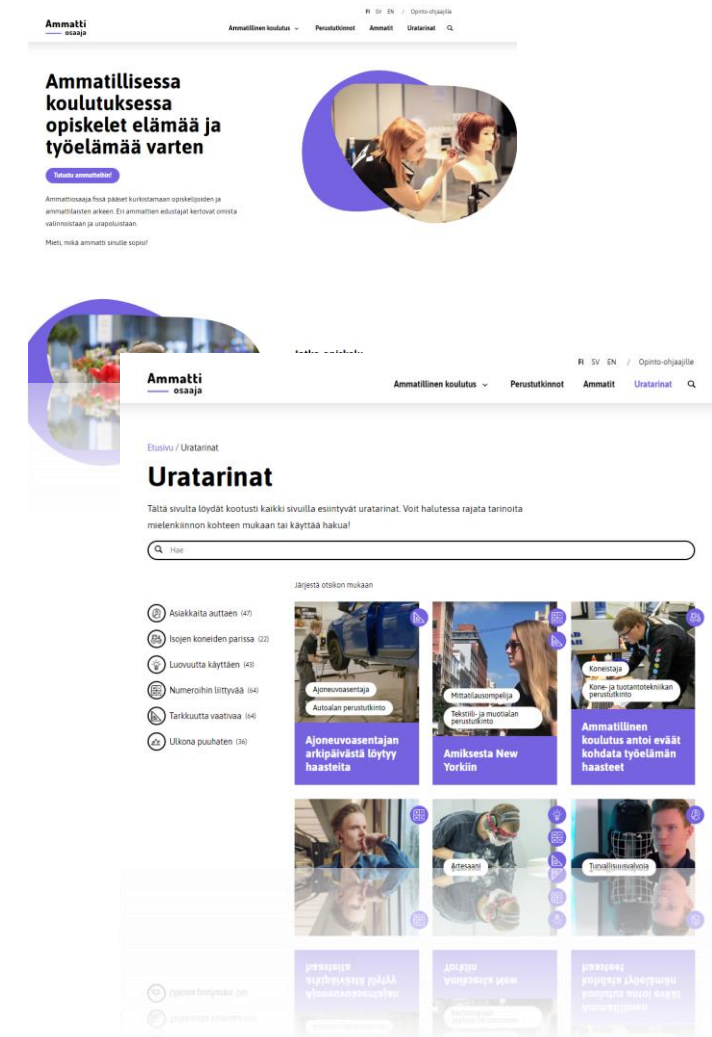 FI SV EN / Opinto-ohjaajille
Ammatti
osaaja
Ammatillinen koulutus Perustutkinnot Ammatit Uratarinat
Ammatillisessa
koulutuksessa
opiskelet elämää ja
työelämää varten
Tutustu ammatteihin!
Ammattiosaaja.fissä pääset kurkistamaan opiskelijoiden ja
ammattilaisten arkeen. Eri ammattien edustajat kertovat omista
valinnoistaan ja urapoluistaan.
Mieti, mikä ammatti sinulle sopisi!
FI SV EN / Opinto-ohjaajille
Ammatti
osaaja
Ammatillinen koulutus Perustutkinnot Ammatit Uratarinat
Etusivu / Uratarinat
Uratarinat
Tältä sivulta löydät kootusti kaikki sivuilla esiintyvät uratarinat. Voit halutessa rajata tarinoita
mielenkiinnon kohteen mukaan tai käyttää hakua!
Hae
Järjestä otsikon mukaan
Asiakkaita auttaen (47)
Isojen koneiden parissa (22)
Luovuutta käyttäen (43)
Numeroihin liittyvää (64)
Tarkkuutta vaativaa (64)
Ulkona puuhaten (36)
Ajoneuvoasentaja
Autoalan perustutkinto
Ajoneuvoasentajan
arkipäivästä löytyy
haasteita
Mittatilausompelija
Tekstiili- ja muotialan
perustutkinto
Amiksesta New
Yorkiin
Koneistaja
Kone- ja tuotantotekniikan
perustutkinto
Ammatillinen
koulutus antoi eväät
kohdata työelämän
haasteet
Artesaani
Turvallisuusvalvoja